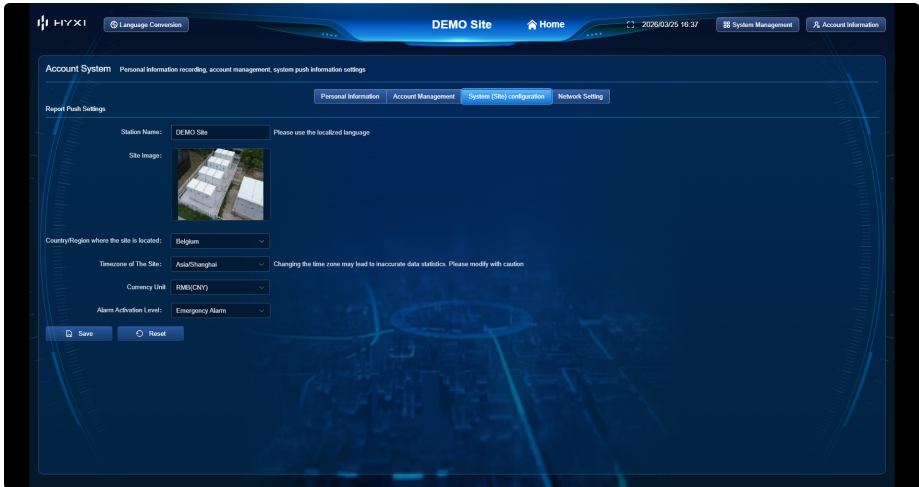 HYXI
Language Conversion
DEMO Site
Home
2026/03/25 16:37
System Management
Account Information
Account System
Personal information recording, account management, system push information settings
Personal Information
Account Management
System (Site) configuration
Network Setting
Report Push Settings
Station Name:
DEMO Site
Please use the localized language
Site Image:
Country/Region where the site is located:
Belgium
Timezone of The Site:
Asia/Shanghai
Changing the time zone may lead to inaccurate data statistics. Please modify with caution
Currency Unit
RMB(CNY)
Alarm Activation Level:
Emergency Alarm
Save
Reset